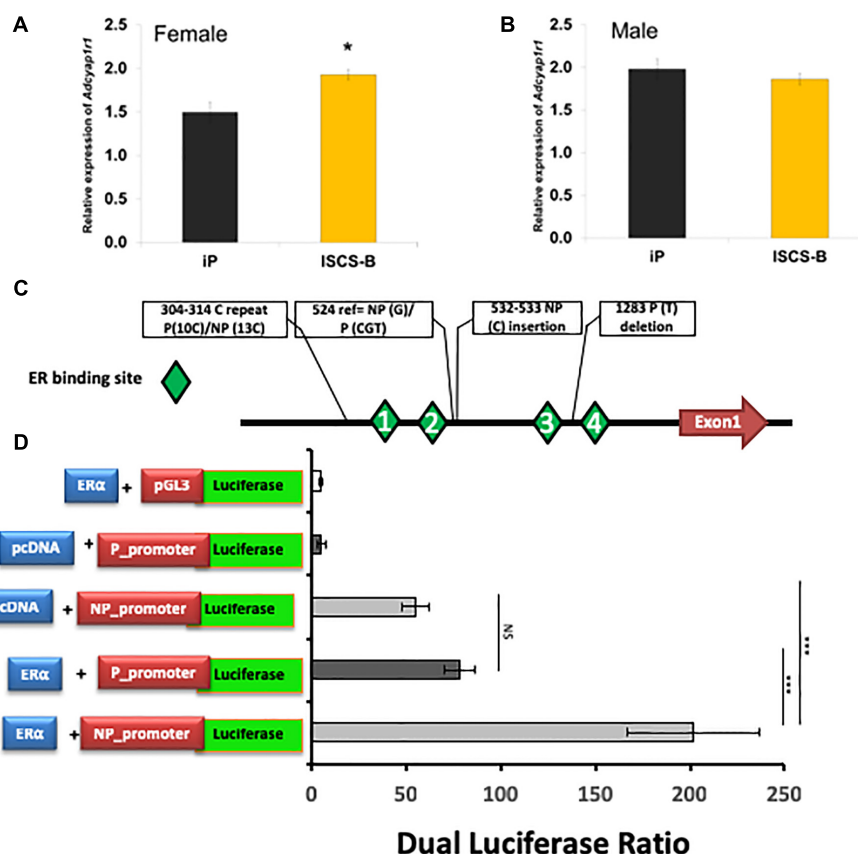 A
Female
2.5
2.0
1.5
1.0
0.5
0.0
Relative expression of Adcyap1r1
*
iP
ISCS-B
B
Male
2.5
2.0
1.5
1.0
0.5
0.0
Relative expression of Adcyap1r1
iP
ISCS-B
C
304-314 C repeat
P(10C)/NP (13C)
524 ref= NP (G)/
P (CGT)
532-533 NP
(C) insertion
1283 P (T)
deletion
ER binding site
1
2
3
4
Exon1
D
ERα + pGL3 Luciferase
pcDNA + P_promoter Luciferase
cDNA + NP_promoter Luciferase
ERα + P_promoter Luciferase
ERα + NP_promoter Luciferase
NS
***
***
0 50 100 150 200 250
Dual Luciferase Ratio